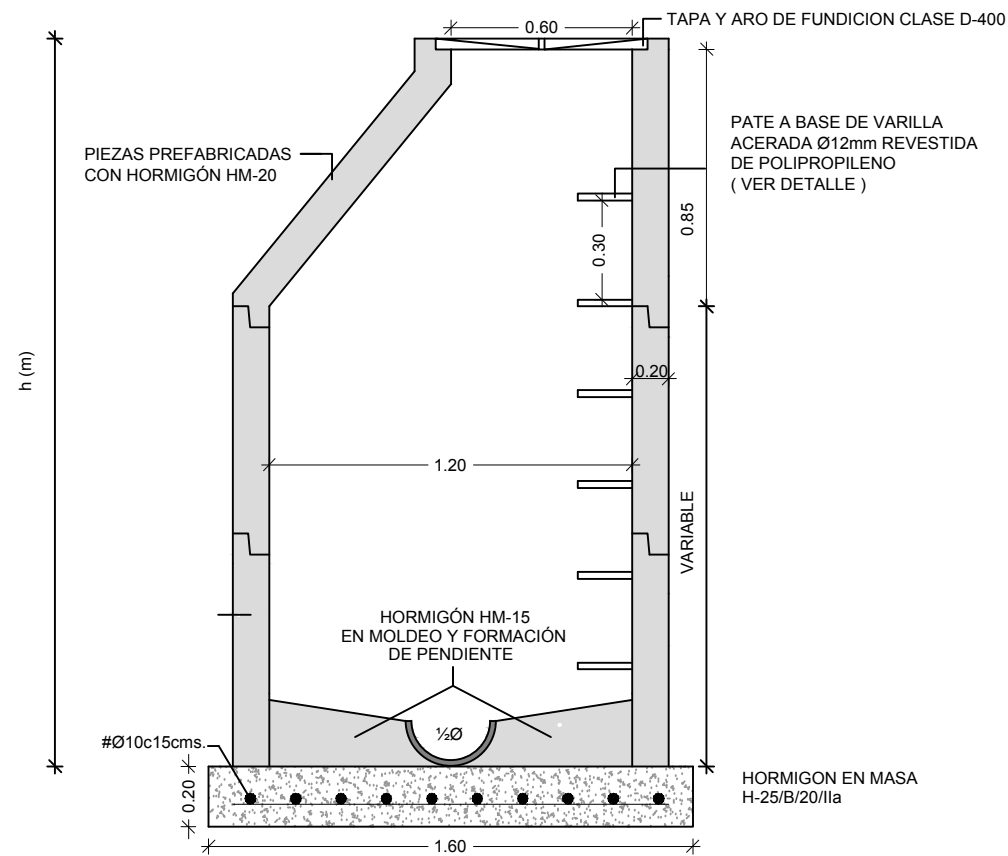 0.60
TAPA Y ARO DE FUNDICION CLASE D-400
PIEZAS PREFABRICADAS
CON HORMIGÓN HM-20
PATE A BASE DE VARILLA
ACERADA Ø12mm REVESTIDA
DE POLIPROPILENO
( VER DETALLE )
0.85
0.30
h (m)
0.20
1.20
VARIABLE
HORMIGÓN HM-15
EN MOLDEO Y FORMACIÓN
DE PENDIENTE
½Ø
#Ø10c15cms.
0.20
HORMIGON EN MASA
H-25/B/20/IIa
1.60